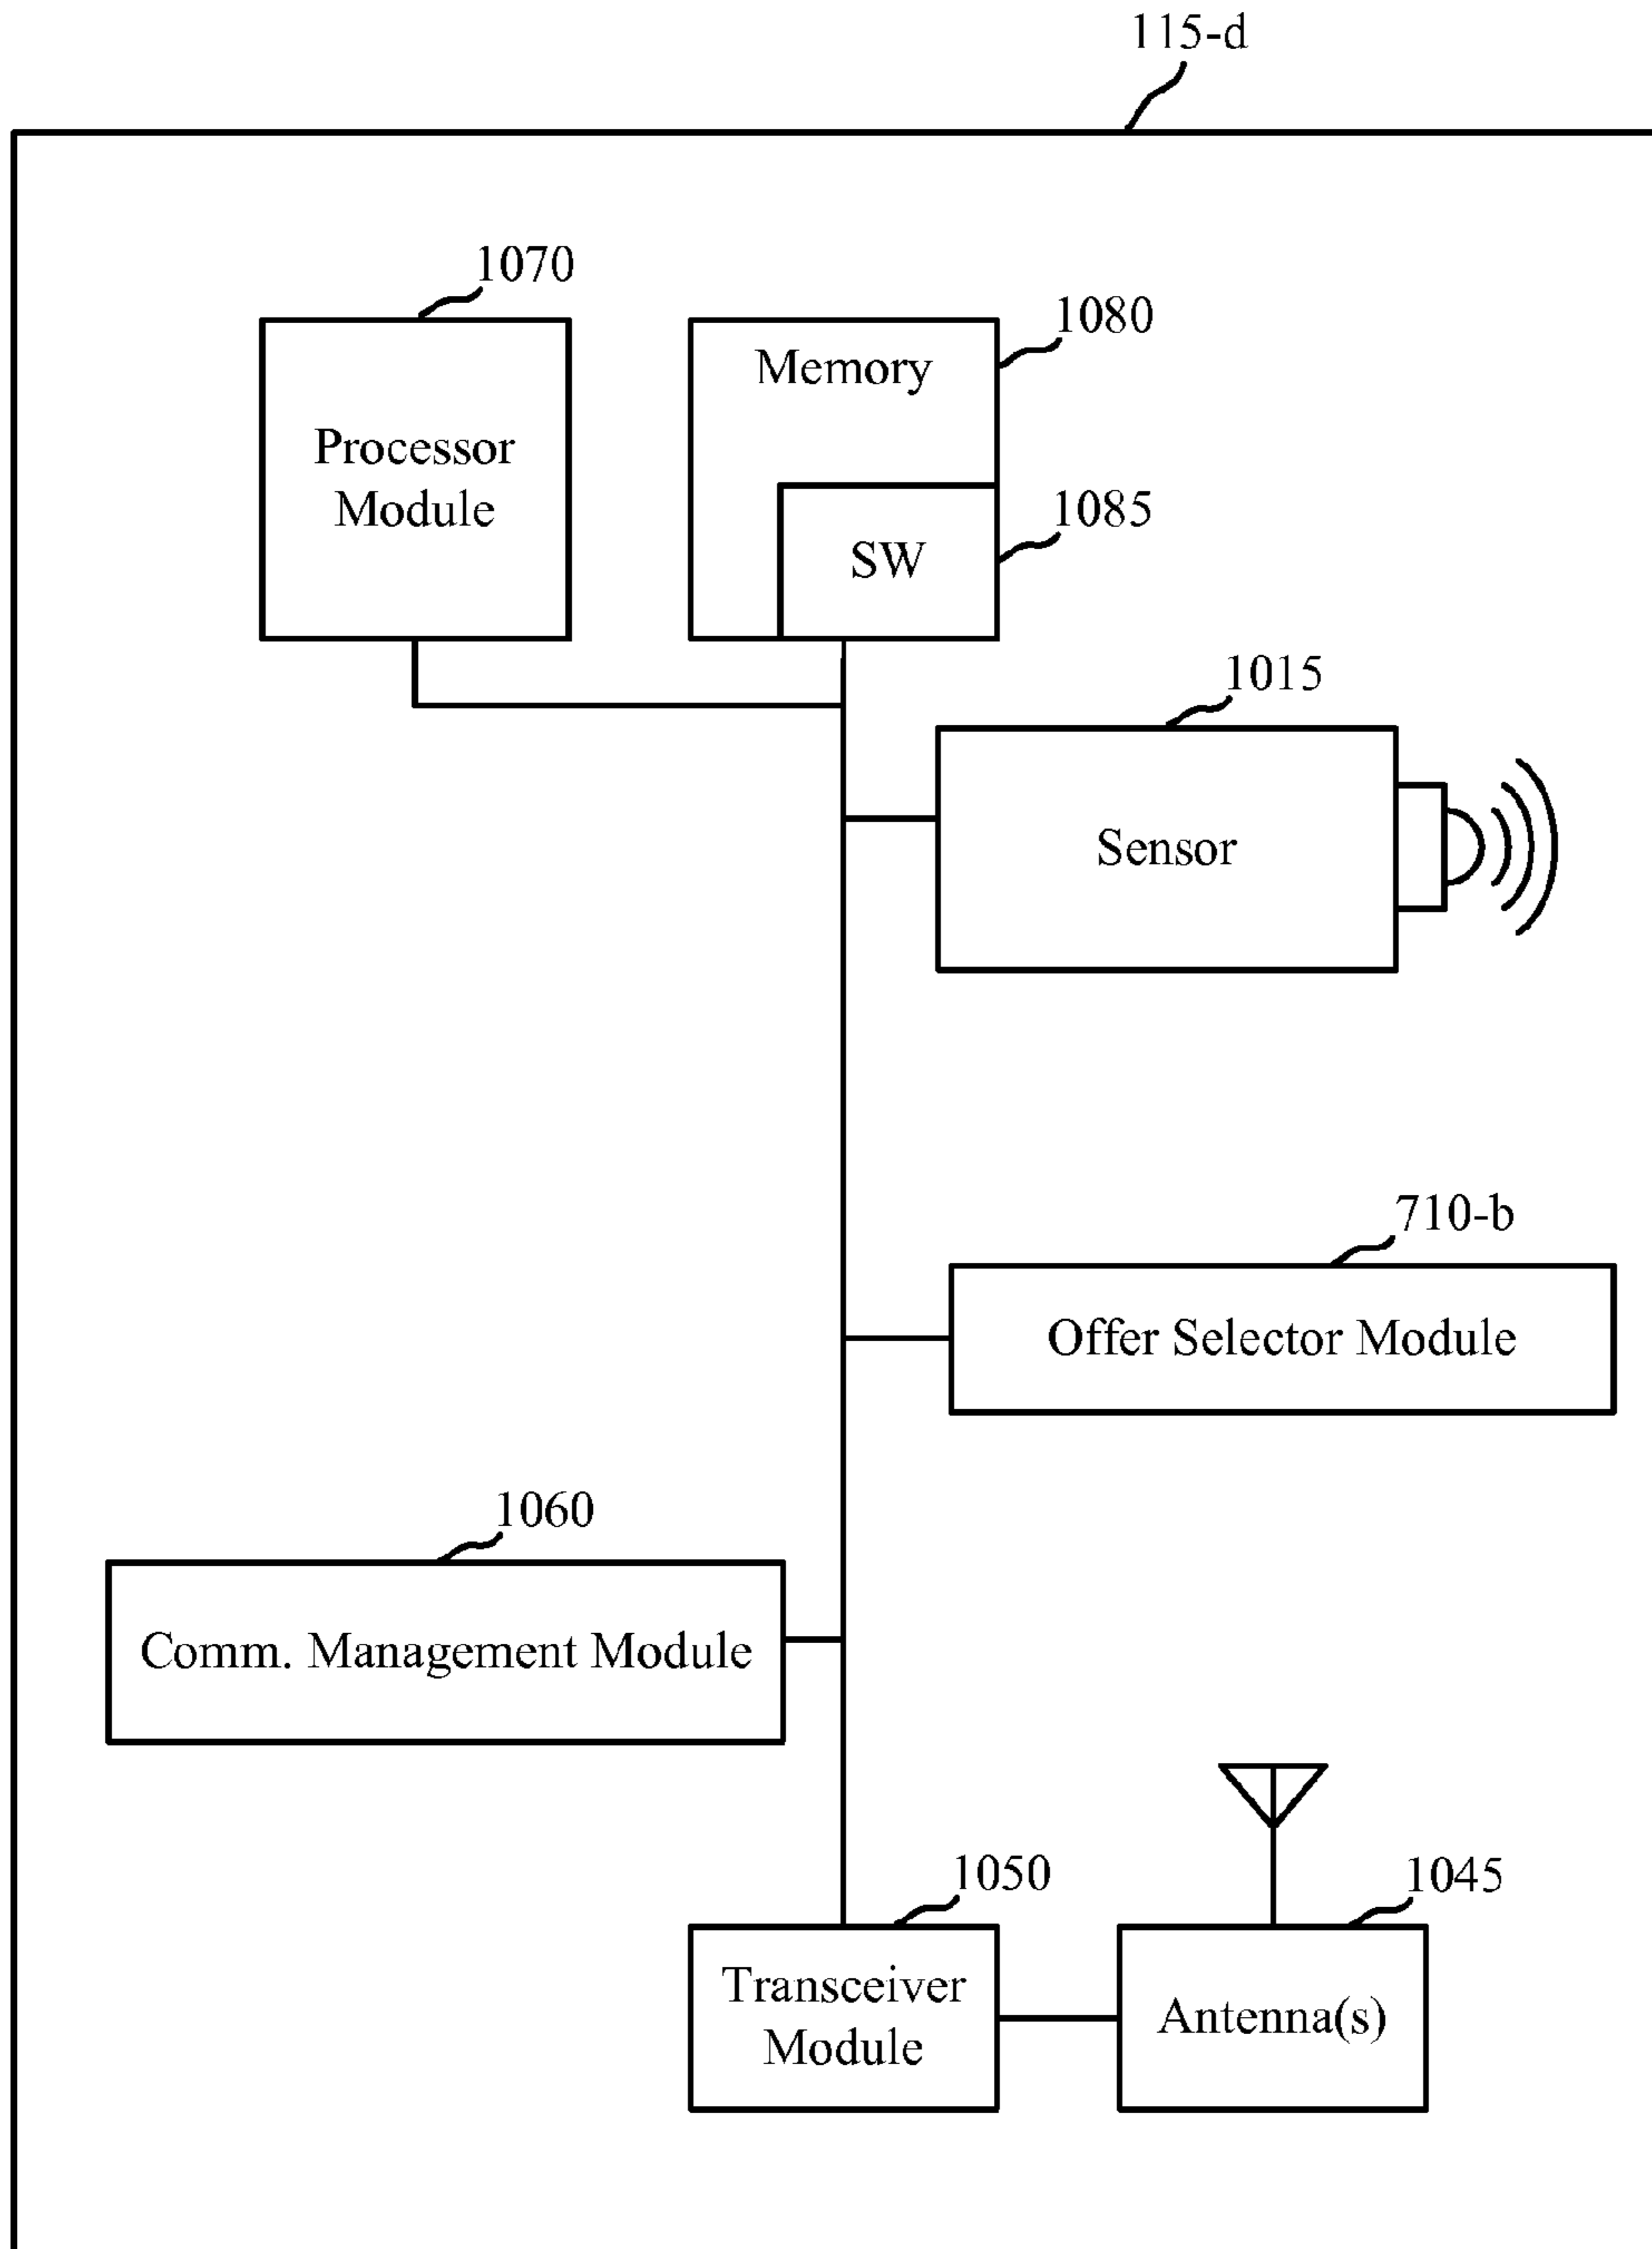 115-d
1070
1080
Memory
Processor
Module
1085
SW
1015
Sensor
710-b
Offer Selector Module
1060
Comm. Management Module
1050
1045
Transceiver
Module
Antenna(s)